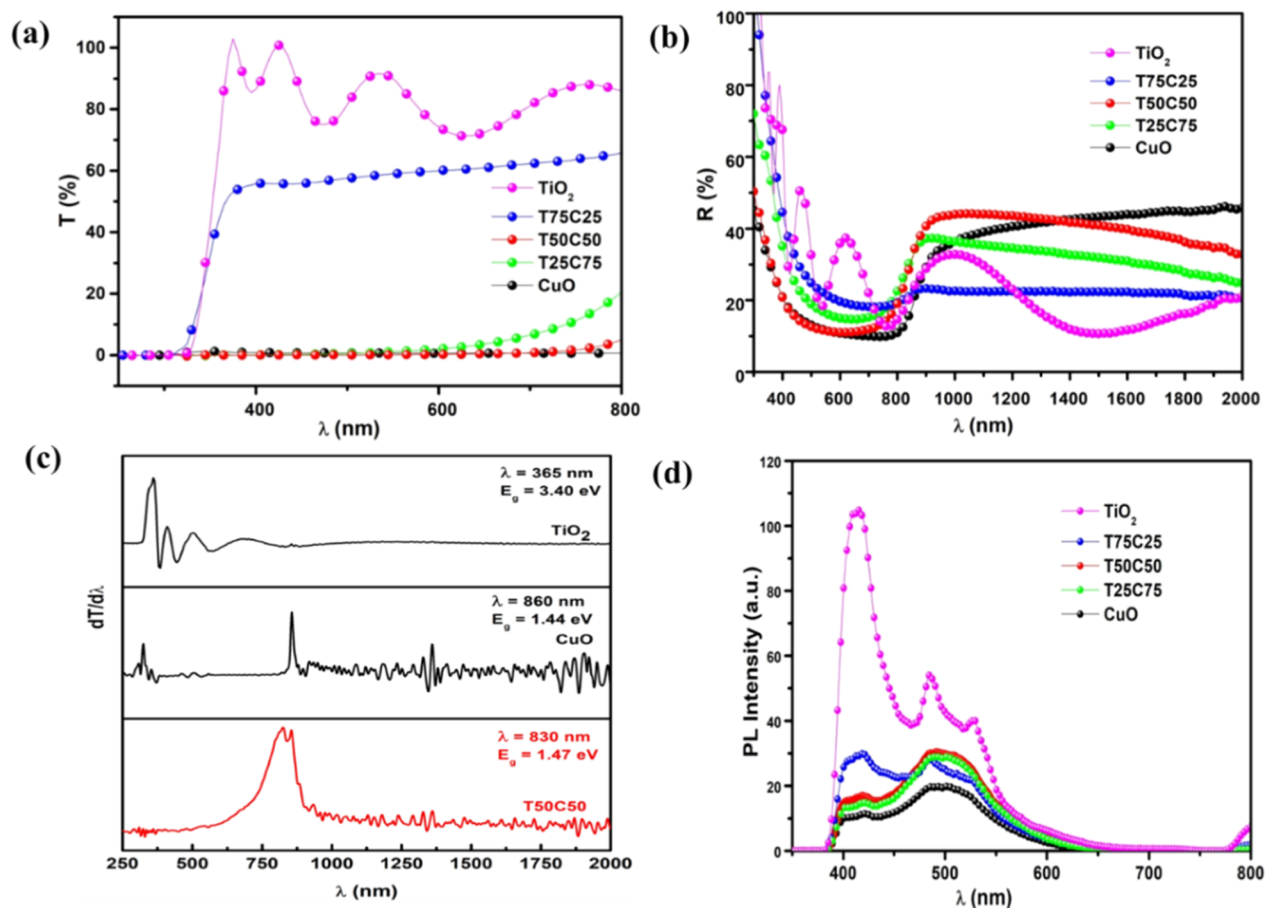 (a)
T (%)
100
80
60
40
20
0
TiO₂
T75C25
T50C50
T25C75
CuO
400 600 800
λ (nm)
(b)
R (%)
100
80
60
40
20
0
TiO₂
T75C25
T50C50
T25C75
CuO
400 600 800 1000 1200 1400 1600 1800 2000
λ (nm)
(c)
dT/dλ
λ = 365 nm
E_g = 3.40 eV
TiO₂
λ = 860 nm
E_g = 1.44 eV
CuO
λ = 830 nm
E_g = 1.47 eV
T50C50
250 500 750 1000 1250 1500 1750 2000
λ (nm)
(d)
PL Intensity (a.u.)
120
100
80
60
40
20
0
TiO₂
T75C25
T50C50
T25C75
CuO
400 500 600 700 800
λ (nm)